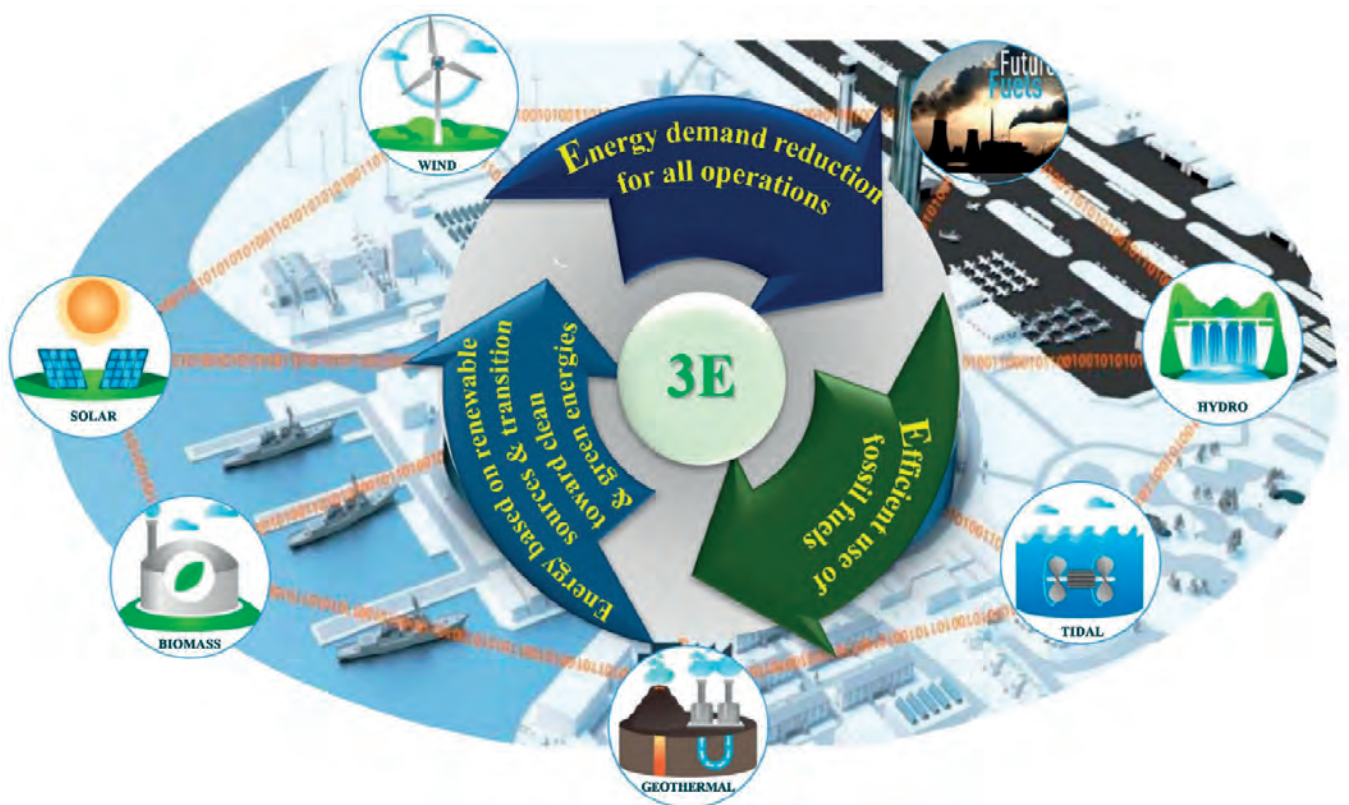 Future
Fuels
WIND
Energy demand reduction
for all operations
SOLAR
3E
HYDRO
Energy based on renewable
sources & transition
toward clean
& green energies
Efficient use of
fossil fuels
BIOMASS
TIDAL
GEOTHERMAL